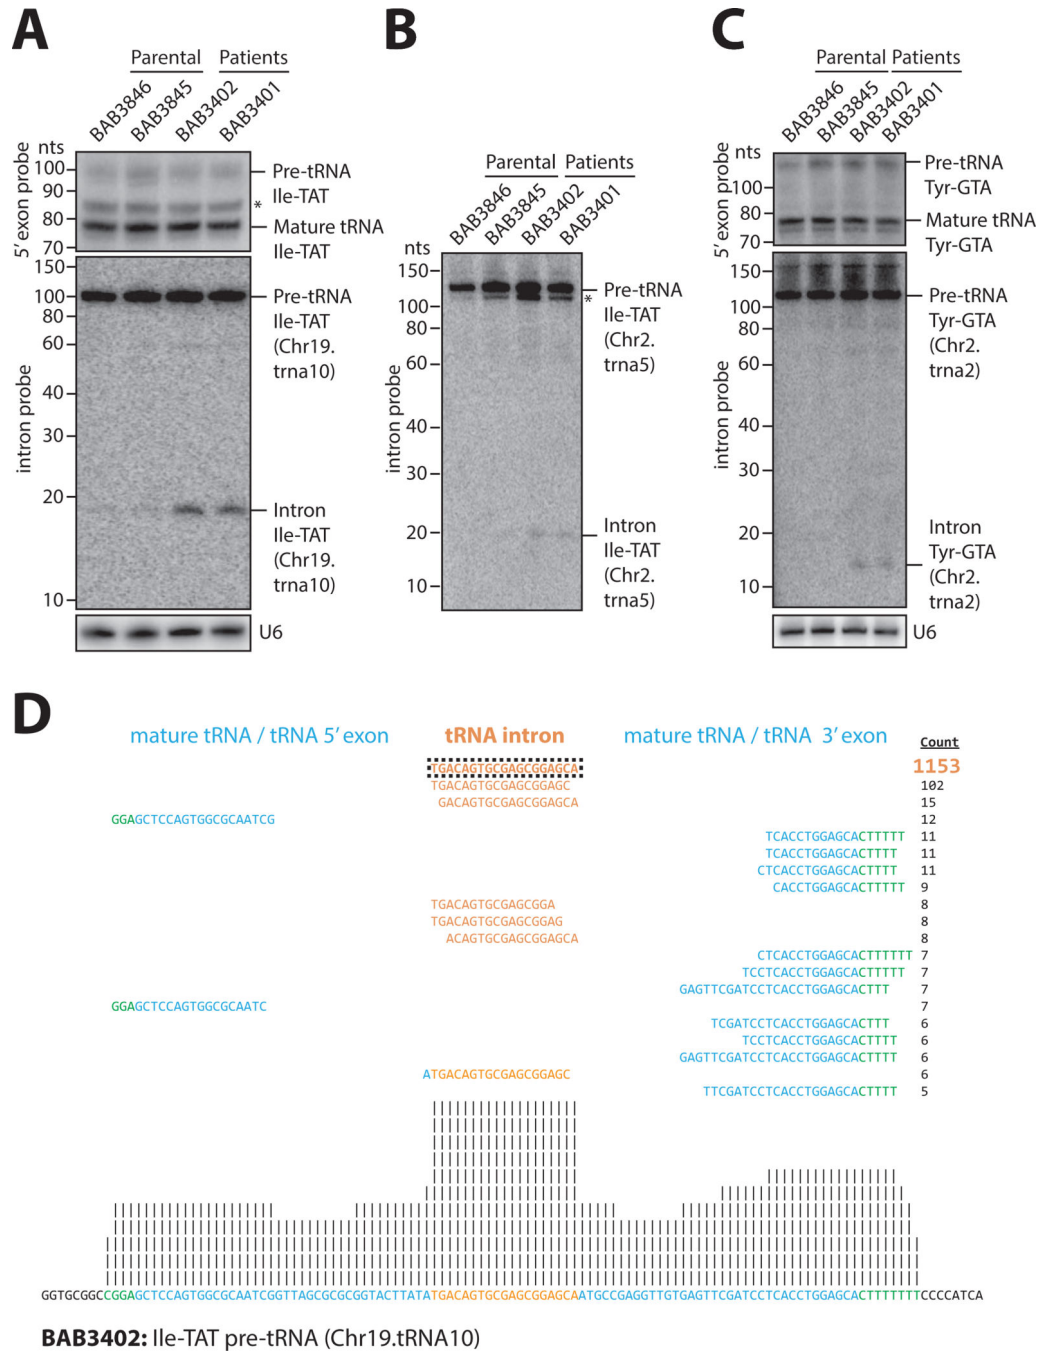 A
Parental Patients
BAB3846 BAB3845 BAB3402 BAB3401
nts
5' exon probe
100
90
80
70
Pre-tRNA
Ile-TAT
*
Mature tRNA
Ile-TAT
intron probe
150
100
80
60
40
30
20
10
Pre-tRNA
Ile-TAT
(Chr19.
trna10)
Intron
Ile-TAT
(Chr19.
trna10)
U6
B
Parental Patients
BAB3846 BAB3845 BAB3402 BAB3401
nts
intron probe
150
100
80
60
40
30
20
10
Pre-tRNA
*
Ile-TAT
(Chr2.
trna5)
Intron
Ile-TAT
(Chr2.
trna5)
C
Parental Patients
BAB3846 BAB3845 BAB3402 BAB3401
nts
5' exon probe
100
80
70
Pre-tRNA
Tyr-GTA
Mature tRNA
Tyr-GTA
intron probe
150
100
80
60
40
30
20
10
Pre-tRNA
Tyr-GTA
(Chr2.
trna2)
Intron
Tyr-GTA
(Chr2.
trna2)
U6
D
mature tRNA / tRNA 5' exon tRNA intron mature tRNA / tRNA 3' exon Count
TGACAGTGCGAGCGGAGCA 1153
TGACAGTGCGAGCGGAGC 102
GACAGTGCGAGCGGAGCA 15
GGAGCTCCAGTGGCGCAATCG 12
TCACCTGGAGCACTTTTT 11
TCACCTGGAGCACTTTT 11
CTCACCTGGAGCACTTTT 11
CACCTGGAGCACTTTTT 9
TGACAGTGCGAGCGGA 8
TGACAGTGCGAGCGGAG 8
ACAGTGCGAGCGGAGCA 8
CTCACCTGGAGCACTTTTTT 7
TCCTCACCTGGAGCACTTTTT 7
GAGTTCGATCCTCACCTGGAGCACTTT 7
GGAGCTCCAGTGGCGCAATC 7
TCGATCCTCACCTGGAGCACTTT 6
TCCTCACCTGGAGCACTTTT 6
GAGTTCGATCCTCACCTGGAGCACTTTT 6
ATGACAGTGCGAGCGGAGC 6
TTCGATCCTCACCTGGAGCACTTTT 5
GGTGCGGCCGGAGCTCCAGTGGCGCAATCGGTTAGCGCGCGGTACTTATATGACAGTGCGAGCGGAGCAATGCCGAGGTTGTGAGTTCGATCCTCACCTGGAGCACTTTTTTTCCCCATCA
BAB3402: Ile-TAT pre-tRNA (Chr19.tRNA10)